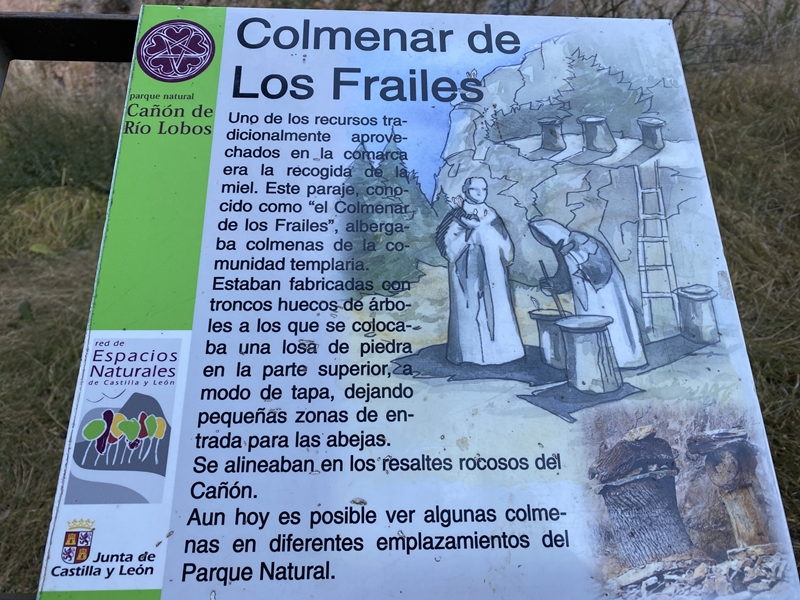 Colmenar de
Los Frailes
parque natural
Cañón de
Río Lobos
Uno de los recursos tra-
dicionalmente aprove-
chados en la comarca
era la recogida de la
miel. Este paraje, cono-
cido como "el Colmenar
de los Frailes", alberga-
ba colmenas de la co-
munidad templaria.
Estaban fabricadas con
troncos huecos de árbo-
les a los que se coloca-
ba una losa de piedra
en la parte superior, a
modo de tapa, dejando
pequeñas zonas de en-
trada para las abejas.
Se alineaban en los resaltes rocosos del
Cañón.
Aun hoy es posible ver algunas colme-
nas en diferentes emplazamientos del
Parque Natural.
red de
Espacios
Naturales
de Castilla y León
Junta de
Castilla y León